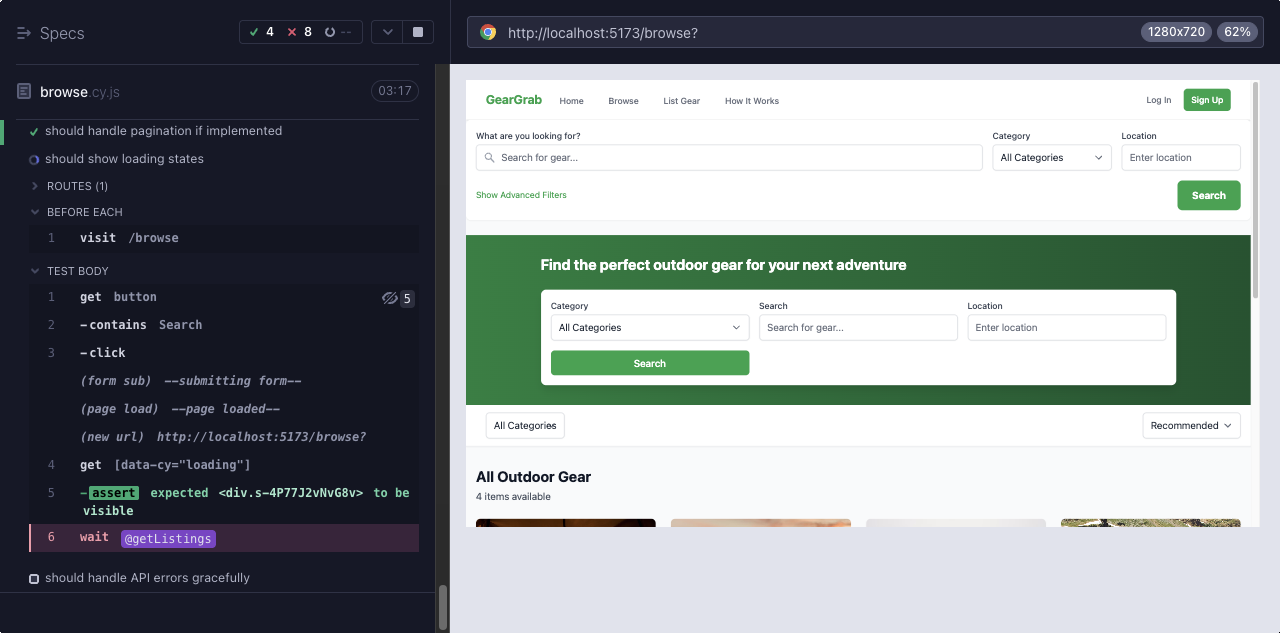 Specs
4 8 --
browse.cy.js 03:17
should handle pagination if implemented
should show loading states
ROUTES (1)
BEFORE EACH
1 visit /browse
TEST BODY
1 get button 5
2 -contains Search
3 -click
(form sub) --submitting form--
(page load) --page loaded--
(new url) http://localhost:5173/browse?
4 get [data-cy="loading"]
5 -assert expected <div.s-4P77J2vNvG8v> to be
visible
6 wait @getListings
should handle API errors gracefully
http://localhost:5173/browse? 1280x720 62%
GearGrab Home Browse List Gear How It Works Log In Sign Up
What are you looking for? Category Location
Search for gear... All Categories Enter location
Show Advanced Filters Search
Find the perfect outdoor gear for your next adventure
Category Search Location
All Categories Search for gear... Enter location
Search
All Categories Recommended
All Outdoor Gear
4 items available